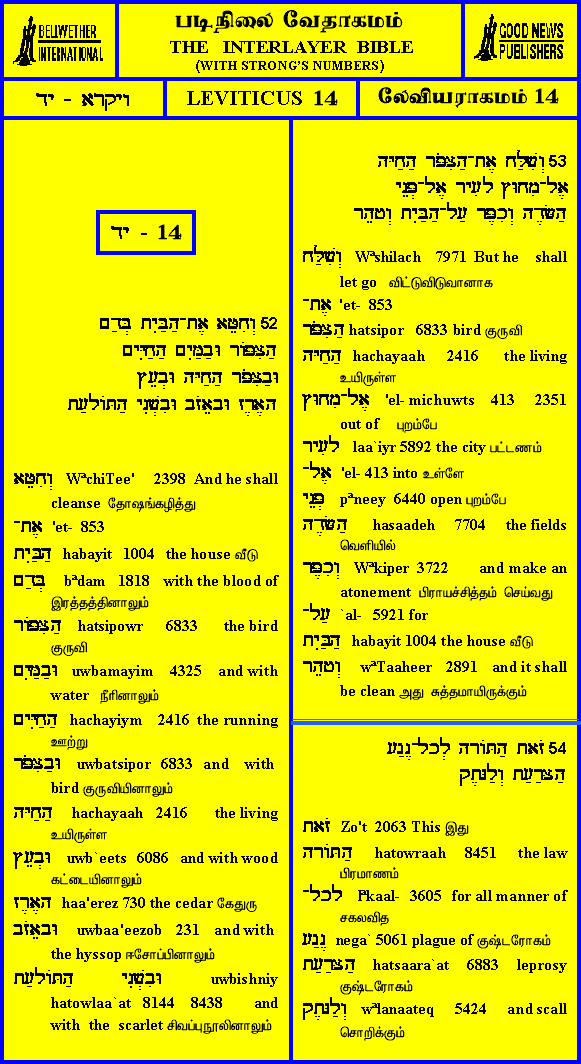 BELLWETHER
INTERNATIONAL
படிநிலை வேதாகமம்
THE INTERLAYER BIBLE
(WITH STRONG'S NUMBERS)
GOOD NEWS
PUBLISHERS
ויקרא - יד
LEVITICUS 14
லேவியராகமம் 14
יד - 14
52 וְחִטֵּא אֶת־הַבַּיִת בְּדַם
הַצִּפּוֹר וּבַמַּיִם הַחַיִּים
וּבַצִּפֹּר הַחַיָּה וּבְעֵץ
הָאֶרֶז וּבָאֵזֹב וּבִשְׁנִי הַתּוֹלָעַת
וְחִטֵּא WªchiTee' 2398 And he shall
cleanse தோஷங்கழித்து
אֶת־ 'et- 853
הַבַּיִת habayit 1004 the house வீடு
בְּדַם bªdam 1818 with the blood of
இரத்தத்தினாலும்
הַצִּפּוֹר hatsipowr 6833 the bird
குருவி
וּבַמַּיִם uwbamayim 4325 and with
water நீரினாலும்
הַחַיִּים hachayiym 2416 the running
ஊற்று
וּבַצִּפֹּר uwbatsipor 6833 and with
bird குருவியினாலும்
הַחַיָּה hachayaah 2416 the living
உயிருள்ள
וּבְעֵץ uwb`eets 6086 and with wood
கட்டையினாலும்
הָאֶרֶז haa'erez 730 the cedar கேதுரு
וּבָאֵזֹב uwbaa'eezob 231 and with
the hyssop ஈசோப்பினாலும்
וּבִשְׁנִי הַתּוֹלָעַת uwbishniy
hatowlaa`at 8144 8438 and
with the scarlet சிவப்புநூலினாலும்
53 וְשִׁלַּח אֶת־הַצִּפֹּר הַחַיָּה
אֶל־מִחוּץ לָעִיר אֶל־פְּנֵי
הַשָּׂדֶה וְכִפֶּר עַל־הַבַּיִת וְטָהֵר
וְשִׁלַּח Wªshilach 7971 But he shall
let go விட்டுவிடுவானாக
אֶת־ 'et- 853
הַצִּפֹּר hatsipor 6833 bird குருவி
הַחַיָּה hachayaah 2416 the living
உயிருள்ள
אֶל־מִחוּץ 'el- michuwts 413 2351
out of புறம்பே
לָעִיר laa`iyr 5892 the city பட்டணம்
אֶל־ 'el- 413 into உள்ளே
פְּנֵי pªneey 6440 open புறம்பே
הַשָּׂדֶה hasaadeh 7704 the fields
வெளியில்
וְכִפֶּר Wªkiper 3722 and make an
atonement பிராயச்சித்தம் செய்வது
עַל־ `al- 5921 for
הַבַּיִת habayit 1004 the house வீடு
וְטָהֵר wªTaaheer 2891 and it shall
be clean அது சுத்தமாயிருக்கும்
54 זֹאת הַתּוֹרָה לְכָל־נֶגַע
הַצָּרַעַת וְלַנָּתֶק
זֹאת Zo't 2063 This இது
הַתּוֹרָה hatowraah 8451 the law
பிரமாணம்
לְכָל־ lªkaal- 3605 for all manner of
சகலவித
נֶגַע nega` 5061 plague of குஷ்டரோகம்
הַצָּרַעַת hatsaara`at 6883 leprosy
குஷ்டரோகம்
וְלַנָּתֶק wªlanaateq 5424 and scall
சொறிக்கும்